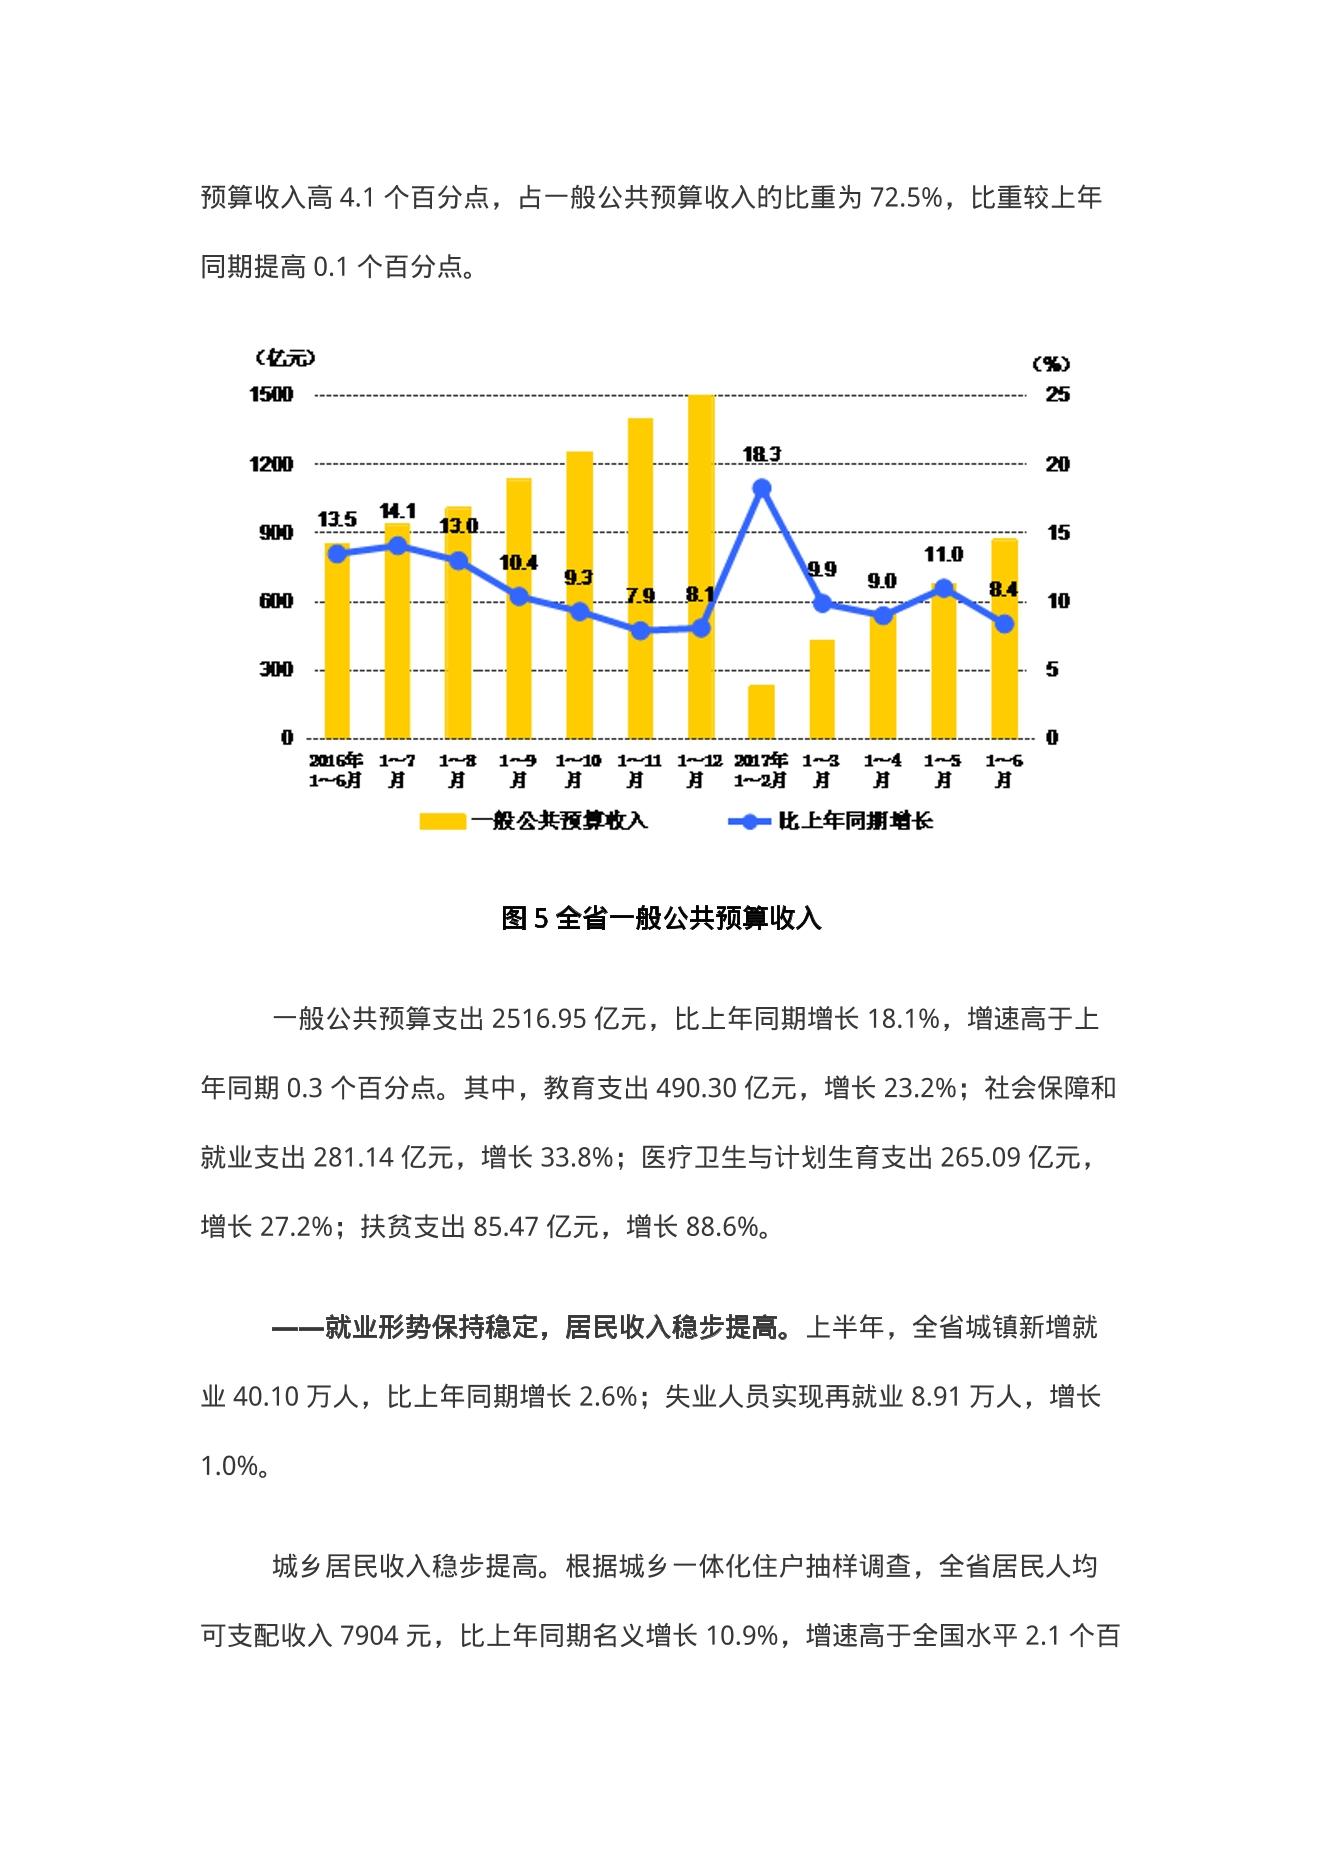 预算收入高 4.1 个百分点，占一般公共预算收入的比重为 72.5%，比重较上年
同期提高 0.1 个百分点。
（亿元）
（%）
1500
1200
900
600
300
0
25
20
15
10
5
0
13.5
14.1
13.0
10.4
9.3
7.9
8.1
18.3
9.9
9.0
11.0
8.4
2016年
1～6月
1～7
月
1～8
月
1～9
月
1～10
月
1～11
月
1～12
月
2017年
1～2月
1～3
月
1～4
月
1～5
月
1～6
月
一般公共预算收入
比上年同期增长
图 5 全省一般公共预算收入
一般公共预算支出 2516.95 亿元，比上年同期增长 18.1%，增速高于上
年同期 0.3 个百分点。其中，教育支出 490.30 亿元，增长 23.2%；社会保障和
就业支出 281.14 亿元，增长 33.8%；医疗卫生与计划生育支出 265.09 亿元，
增长 27.2%；扶贫支出 85.47 亿元，增长 88.6%。
——就业形势保持稳定，居民收入稳步提高。上半年，全省城镇新增就
业 40.10 万人，比上年同期增长 2.6%；失业人员实现再就业 8.91 万人，增长
1.0%。
城乡居民收入稳步提高。根据城乡一体化住户抽样调查，全省居民人均
可支配收入 7904 元，比上年同期名义增长 10.9%，增速高于全国水平 2.1 个百